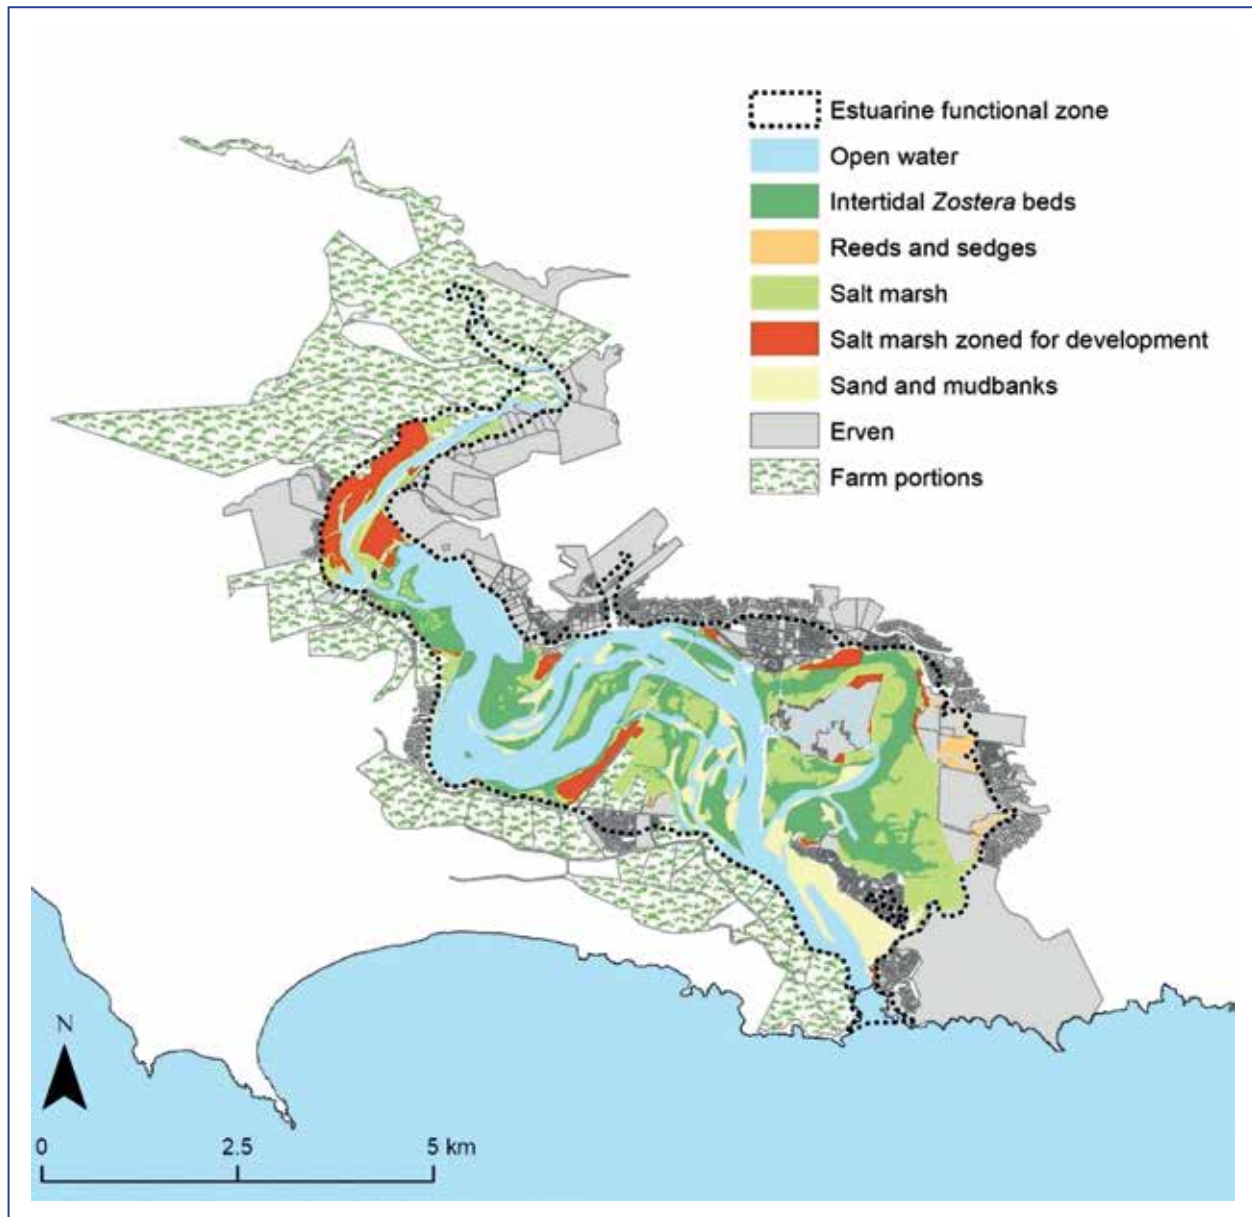 Estuarine functional zone
Open water
Intertidal Zostera beds
Reeds and sedges
Salt marsh
Salt marsh zoned for development
Sand and mudbanks
Erven
Farm portions
N
0 2.5 5 km